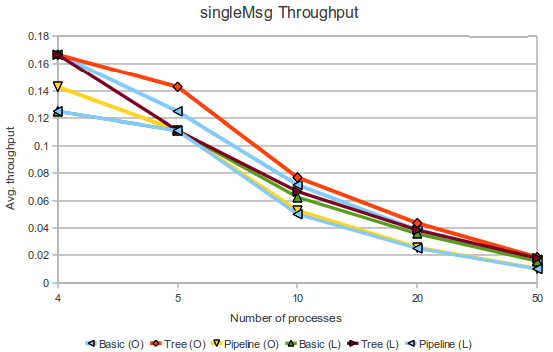 singleMsg Throughput
0.18
0.16
0.14
0.12
0.1
0.08
0.06
0.04
0.02
0
Avg. throughput
4 5 10 20 50
Number of processes
Basic (O) Tree (O) Pipeline (O) Basic (L) Tree (L) Pipeline (L)